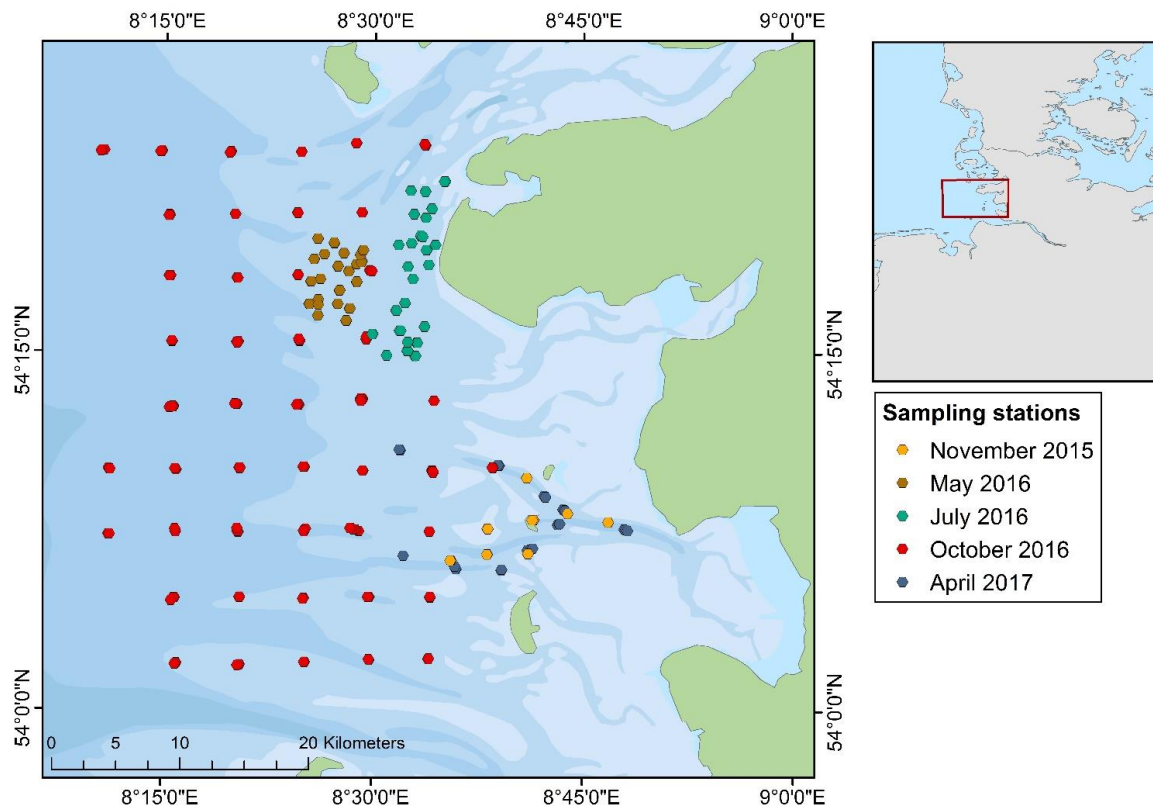 8°15'0"E 8°30'0"E 8°45'0"E 9°0'0"E
54°15'0"N
54°15'0"N
54°0'0"N
54°0'0"N
0 5 10 20 Kilometers
8°15'0"E 8°30'0"E 8°45'0"E 9°0'0"E
Sampling stations
November 2015
May 2016
July 2016
October 2016
April 2017